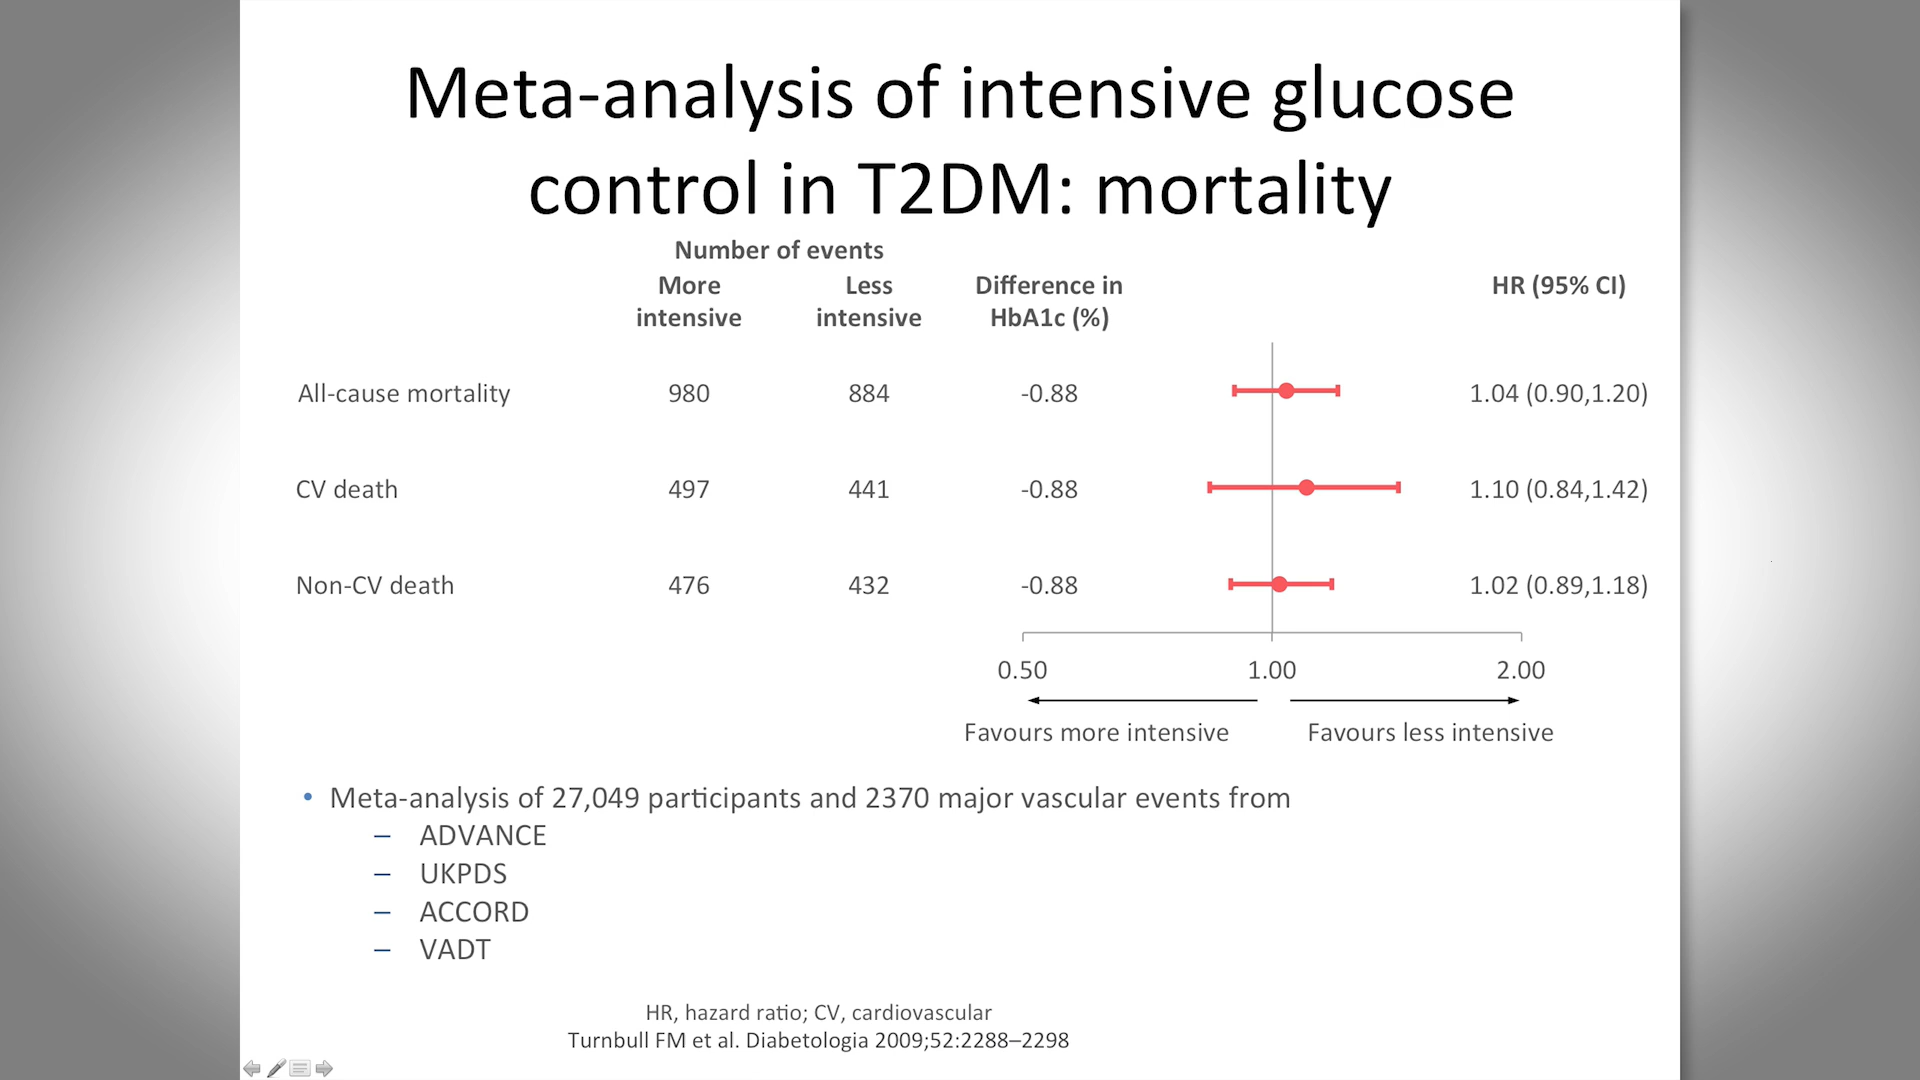 Meta-analysis of intensive glucose
control in T2DM: mortality
Number of events
More intensive Less intensive Difference in HbA1c (%) HR (95% CI)
All-cause mortality 980 884 -0.88 1.04 (0.90,1.20)
CV death 497 441 -0.88 1.10 (0.84,1.42)
Non-CV death 476 432 -0.88 1.02 (0.89,1.18)
0.50 1.00 2.00
Favours more intensive Favours less intensive
• Meta-analysis of 27,049 participants and 2370 major vascular events from
– ADVANCE
– UKPDS
– ACCORD
– VADT
HR, hazard ratio; CV, cardiovascular
Turnbull FM et al. Diabetologia 2009;52:2288–2298